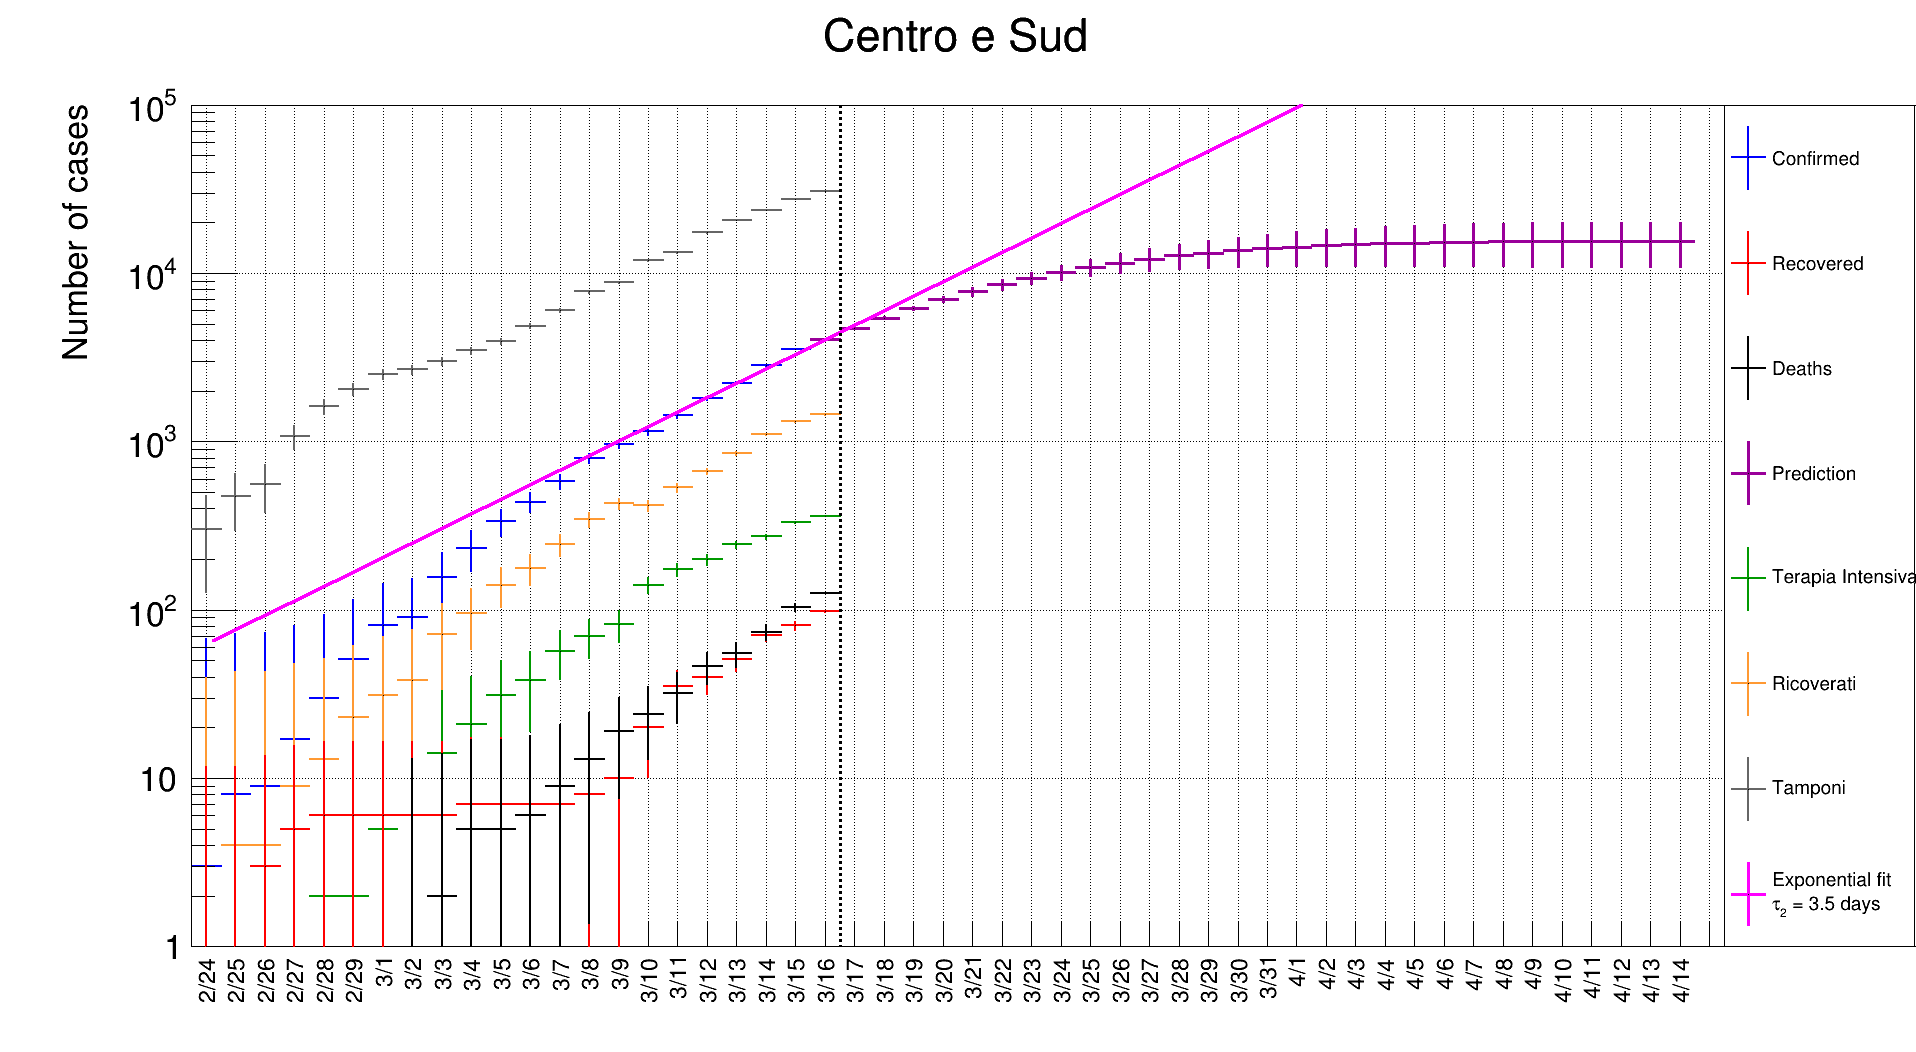 Centro e Sud
Number of cases
10^5
10^4
10^3
10^2
10
1
2/24 2/25 2/26 2/27 2/28 2/29 3/1 3/2 3/3 3/4 3/5 3/6 3/7 3/8 3/9 3/10 3/11 3/12 3/13 3/14 3/15 3/16 3/17 3/18 3/19 3/20 3/21 3/22 3/23 3/24 3/25 3/26 3/27 3/28 3/29 3/30 3/31 4/1 4/2 4/3 4/4 4/5 4/6 4/7 4/8 4/9 4/10 4/11 4/12 4/13 4/14
Confirmed
Recovered
Deaths
Prediction
Terapia Intensiva
Ricoverati
Tamponi
Exponential fit
τ₂ = 3.5 days